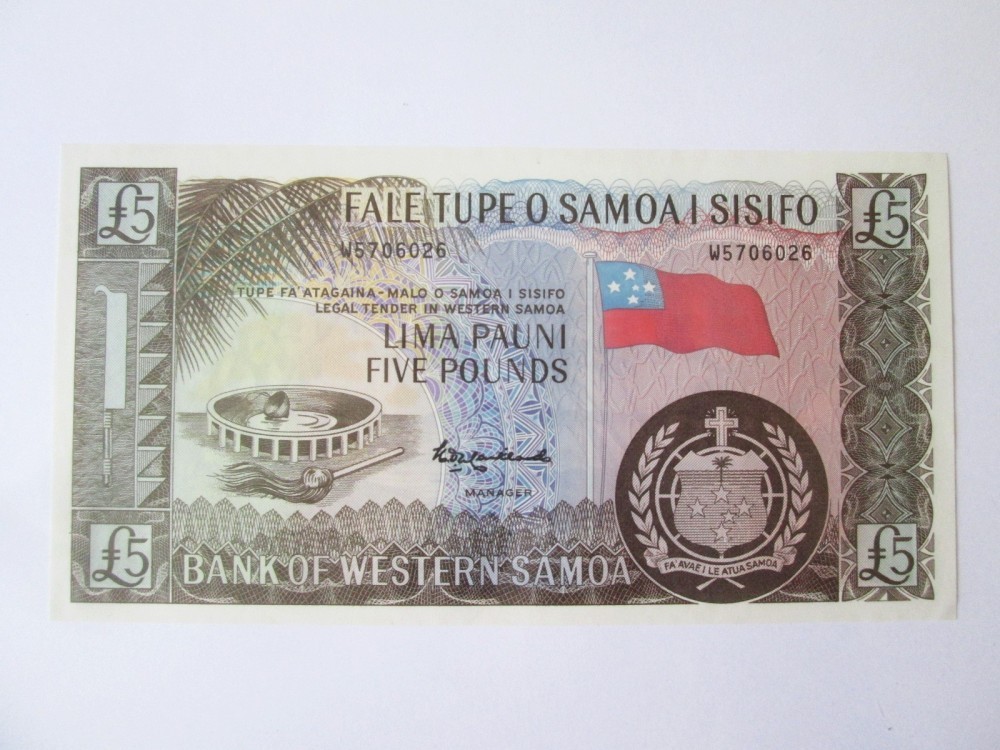 £5
£5
FALE TUPE O SAMOA I SISIFO
W5706026
W5706026
TUPE FA'ATAGAINA - MALO O SAMOA I SISIFO
LEGAL TENDER IN WESTERN SAMOA
LIMA PAUNI
FIVE POUNDS
MANAGER
FA'AVAE I LE ATUA SAMOA
£5
£5
BANK OF WESTERN SAMOA